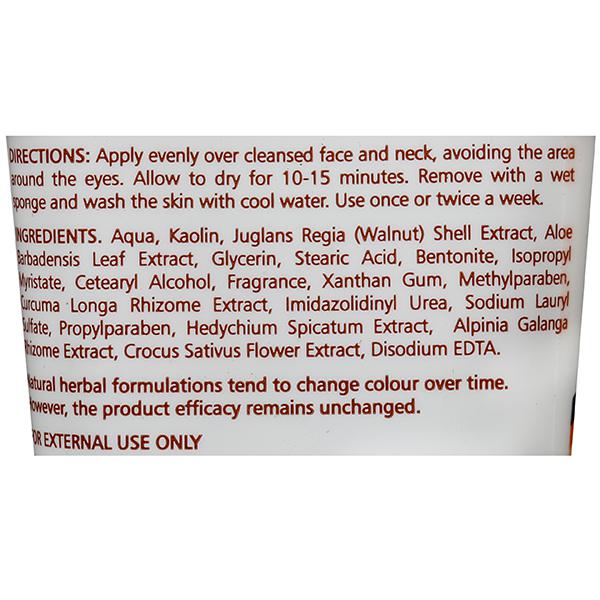 DIRECTIONS: Apply evenly over cleansed face and neck, avoiding the area
around the eyes. Allow to dry for 10-15 minutes. Remove with a wet
sponge and wash the skin with cool water. Use once or twice a week.
INGREDIENTS. Aqua, Kaolin, Juglans Regia (Walnut) Shell Extract, Aloe
Barbadensis Leaf Extract, Glycerin, Stearic Acid, Bentonite, Isopropyl
Myristate, Cetearyl Alcohol, Fragrance, Xanthan Gum, Methylparaben,
Curcuma Longa Rhizome Extract, Imidazolidinyl Urea, Sodium Lauryl
Sulfate, Propylparaben, Hedychium Spicatum Extract, Alpinia Galanga
Rhizome Extract, Crocus Sativus Flower Extract, Disodium EDTA.
Natural herbal formulations tend to change colour over time.
However, the product efficacy remains unchanged.
FOR EXTERNAL USE ONLY